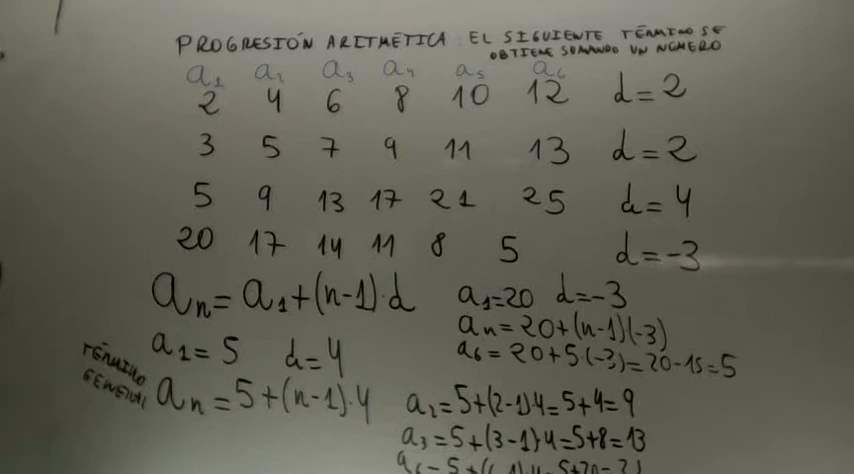 PROGRESIÓN ARITMÉTICA: EL SIGUIENTE TÉRMINO SE
OBTIENE SUMANDO UN NÚMERO
a₁ a₂ a₃ a₄ a₅ a₆
2 4 6 8 10 12 d=2
3 5 7 9 11 13 d=2
5 9 13 17 21 25 d=4
20 17 14 11 8 5 d=-3
aₙ=a₁+(n-1)·d
a₁=20 d=-3
aₙ=20+(n-1)(-3)
a₆=20+5(-3)=20-15=5
a₁=5 d=4
TÉRMINO
GENERAL
aₙ=5+(n-1)·4
a₂=5+(2-1)4=5+4=9
a₃=5+(3-1)·4=5+8=13